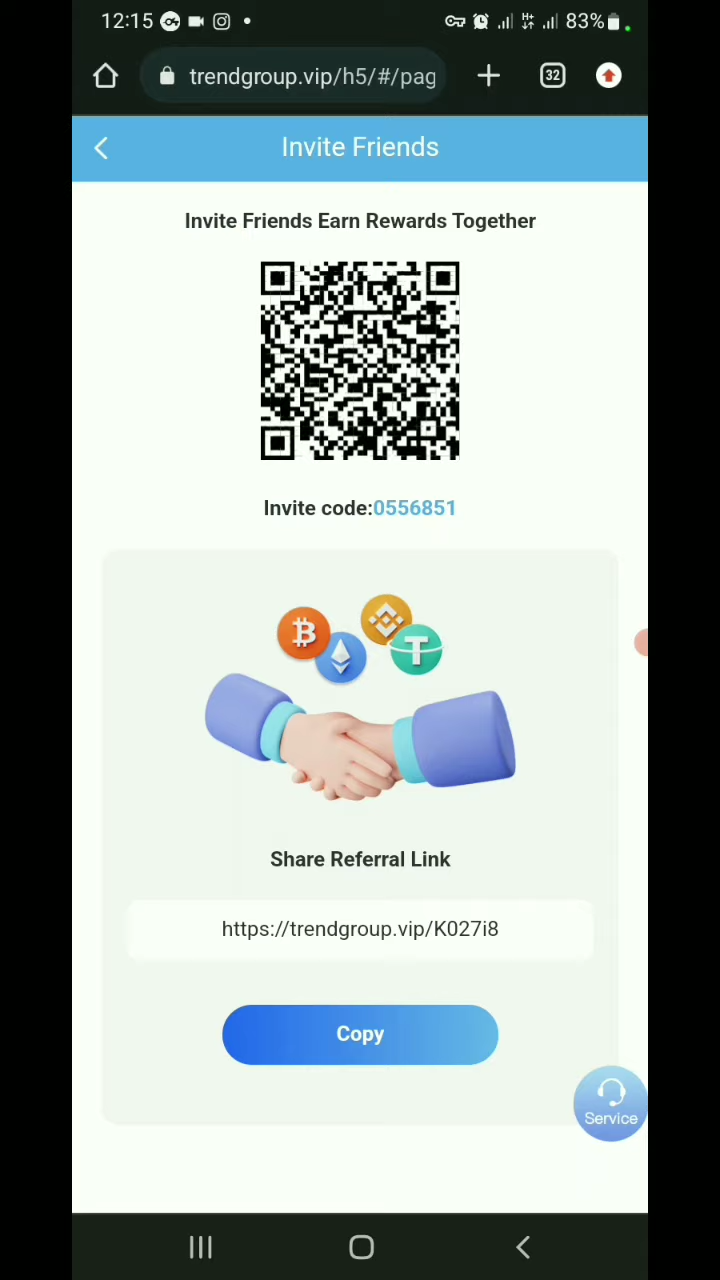 12:15 83%
trendgroup.vip/h5/#/pag
32
Invite Friends
Invite Friends Earn Rewards Together
Invite code:0556851
Share Referral Link
https://trendgroup.vip/K027i8
Copy
Service